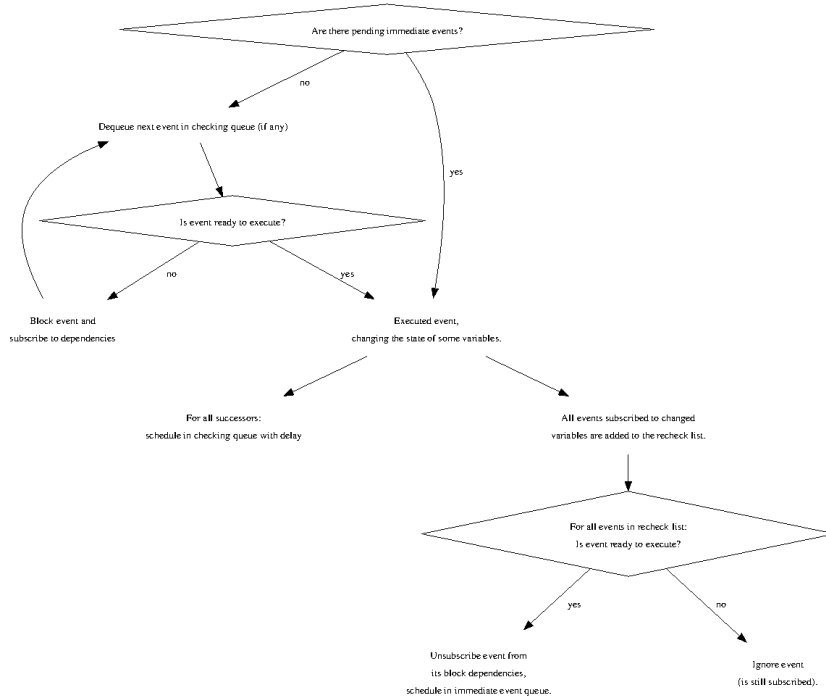 Are there pending immediate events?
no
Dequeue next event in checking queue (if any)
yes
Is event ready to execute?
no
yes
Block event and
subscribe to dependencies
Executed event,
changing the state of some variables.
For all successors:
schedule in checking queue with delay
All events subscribed to changed
variables are added to the recheck list.
For all events in recheck list:
Is event ready to execute?
yes
no
Unsubscribe event from
its block dependencies,
schedule in immediate event queue.
Ignore event
(is still subscribed).